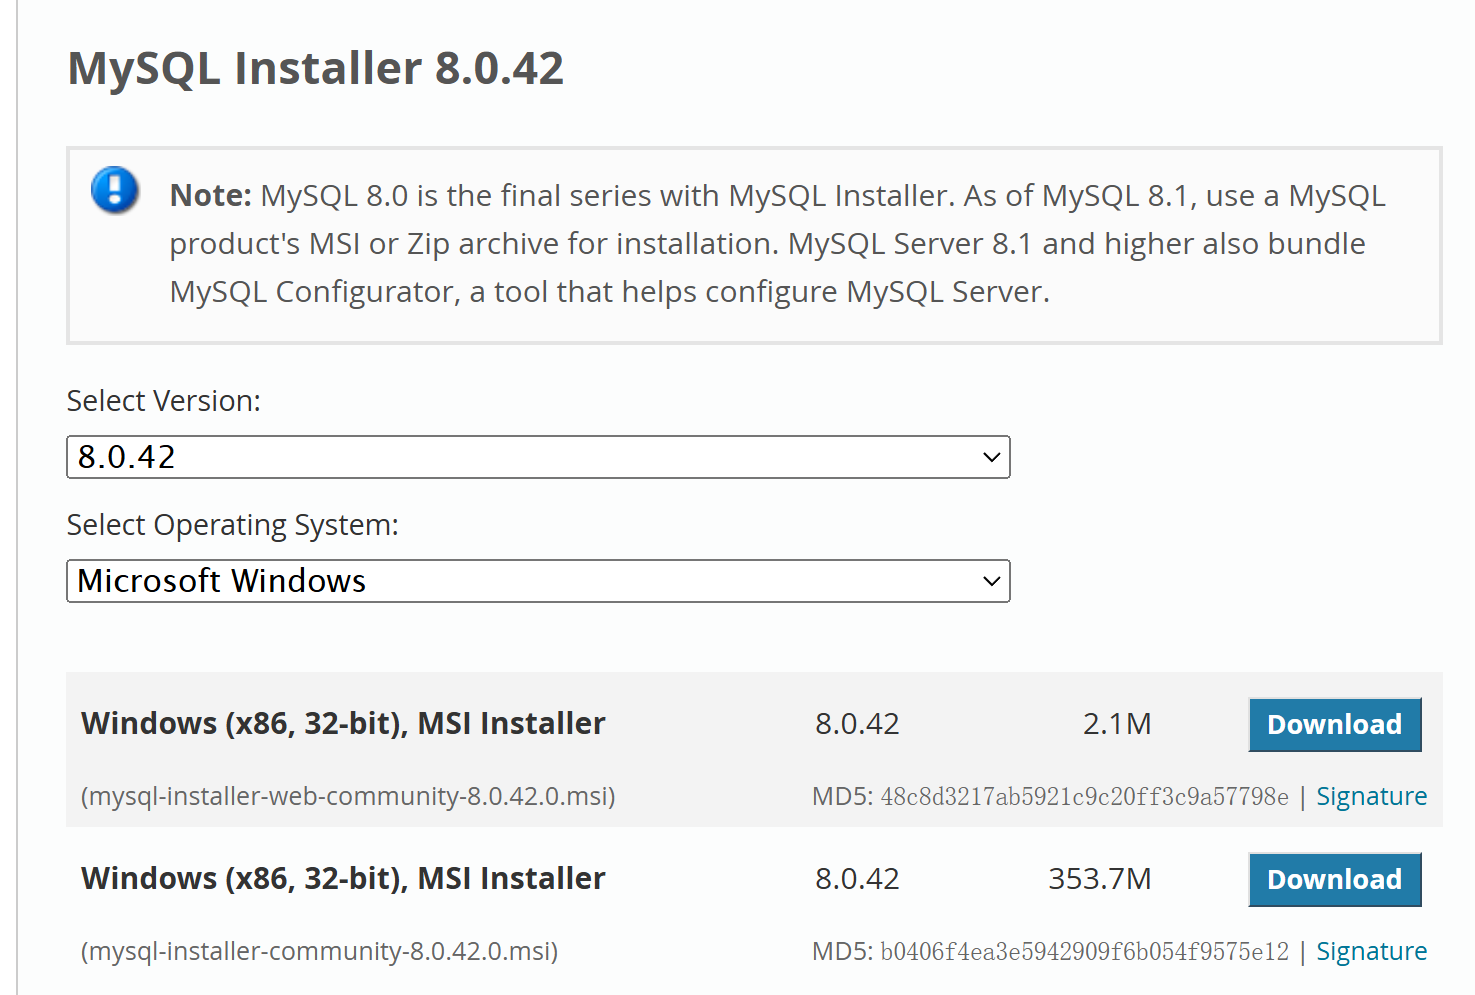 MySQL Installer 8.0.42
Note: MySQL 8.0 is the final series with MySQL Installer. As of MySQL 8.1, use a MySQL
product's MSI or Zip archive for installation. MySQL Server 8.1 and higher also bundle
MySQL Configurator, a tool that helps configure MySQL Server.
Select Version:
8.0.42
Select Operating System:
Microsoft Windows
Windows (x86, 32-bit), MSI Installer 8.0.42 2.1M Download
(mysql-installer-web-community-8.0.42.0.msi) MD5: 48c8d3217ab5921c9c20ff3c9a57798e | Signature
Windows (x86, 32-bit), MSI Installer 8.0.42 353.7M Download
(mysql-installer-community-8.0.42.0.msi) MD5: b0406f4ea3e5942909f6b054f9575e12 | Signature